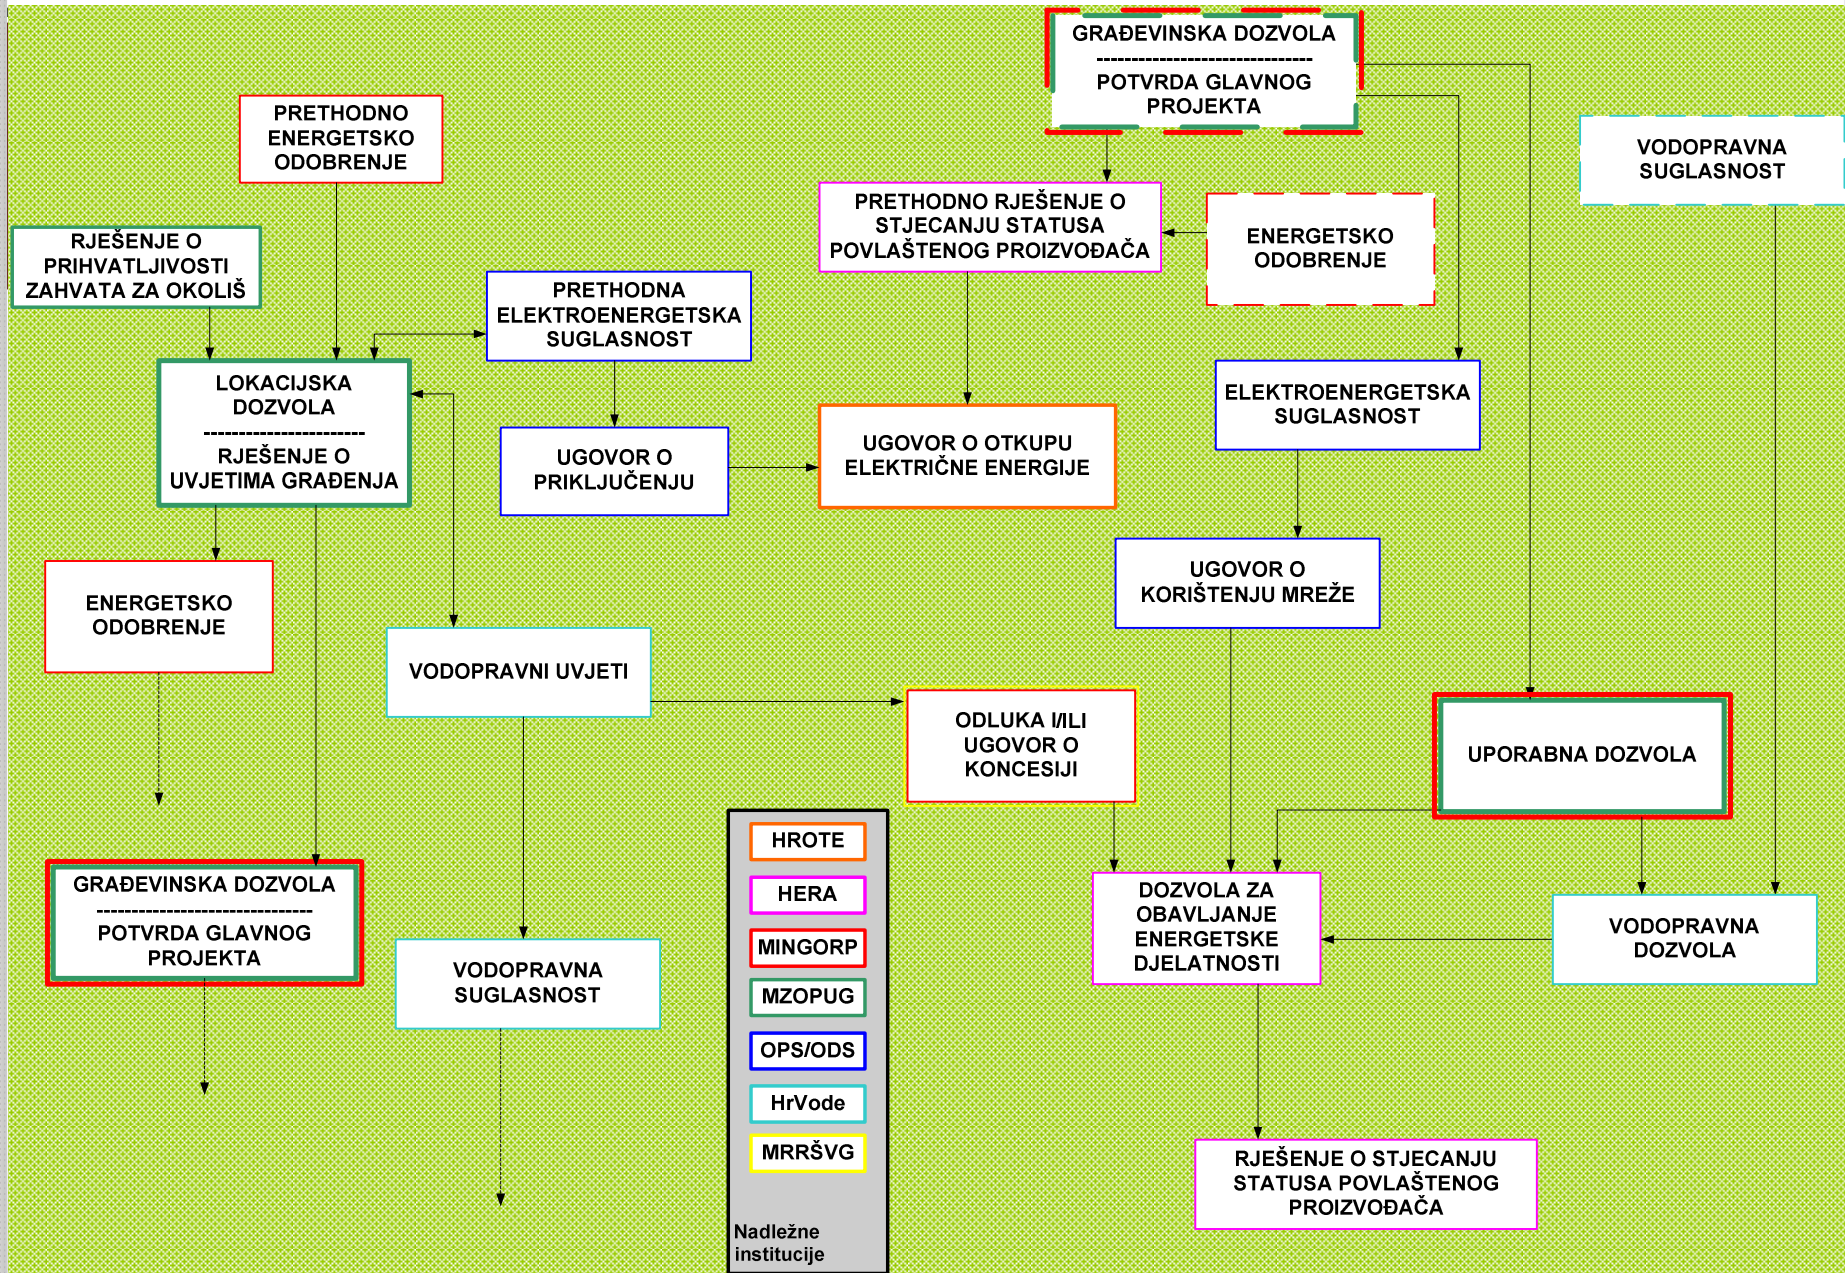 GRAĐEVINSKA DOZVOLA
-------------------------------
POTVRDA GLAVNOG
PROJEKTA
PRETHODNO
ENERGETSKO
ODOBRENJE
VODOPRAVNA
SUGLASNOST
PRETHODNO RJEŠENJE O
STJECANJU STATUSA
POVLAŠTENOG PROIZVOĐAČA
ENERGETSKO
ODOBRENJE
RJEŠENJE O
PRIHVATLJIVOSTI
ZAHVATA ZA OKOLIŠ
PRETHODNA
ELEKTROENERGETSKA
SUGLASNOST
LOKACIJSKA
DOZVOLA
-----------------------
RJEŠENJE O
UVJETIMA GRAĐENJA
UGOVOR O
PRIKLJUČENJU
UGOVOR O OTKUPU
ELEKTRIČNE ENERGIJE
ELEKTROENERGETSKA
SUGLASNOST
ENERGETSKO
ODOBRENJE
UGOVOR O
KORIŠTENJU MREŽE
VODOPRAVNI UVJETI
ODLUKA I/ILI
UGOVOR O
KONCESIJI
UPORABNA DOZVOLA
GRAĐEVINSKA DOZVOLA
-------------------------------
POTVRDA GLAVNOG
PROJEKTA
VODOPRAVNA
SUGLASNOST
DOZVOLA ZA
OBAVLJANJE
ENERGETSKE
DJELATNOSTI
VODOPRAVNA
DOZVOLA
RJEŠENJE O STJECANJU
STATUSA POVLAŠTENOG
PROIZVOĐAČA
HROTE
HERA
MINGORP
MZOPUG
OPS/ODS
HrVode
MRRŠVG
Nadležne
institucije